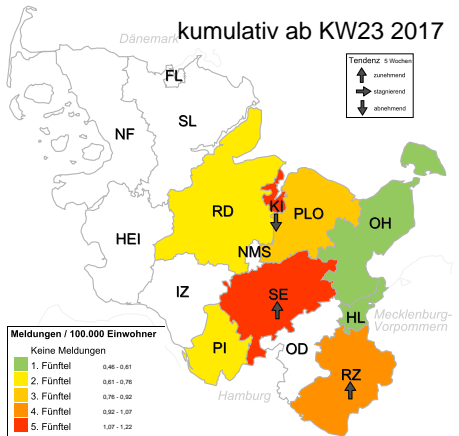 kumulativ ab KW23 2017
Dänemark
Tendenz 5 Wochen
zunehmend
stagnierend
abnehmend
FL
SL
NF
RD
KI
PLO
OH
HEI
NMS
IZ
SE
HL
Mecklenburg-
Vorpommern
PI
OD
RZ
Hamburg
Meldungen / 100.000 Einwohner
Keine Meldungen
1. Fünftel 0,46 - 0,61
2. Fünftel 0,61 - 0,76
3. Fünftel 0,76 - 0,92
4. Fünftel 0,92 - 1,07
5. Fünftel 1,07 - 1,22